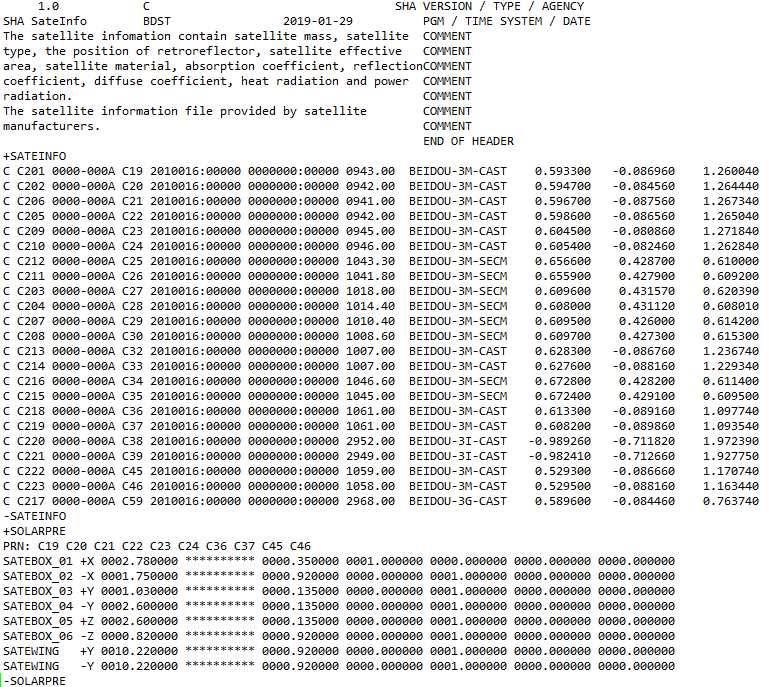 1.0 C SHA VERSION / TYPE / AGENCY
SHA SateInfo BDST 2019-01-29 PGM / TIME SYSTEM / DATE
The satellite infomation contain satellite mass, satellite COMMENT
type, the position of retroreflector, satellite effective COMMENT
area, satellite material, absorption coefficient, reflectionCOMMENT
coefficient, diffuse coefficient, heat radiation and power COMMENT
radiation. COMMENT
The satellite information file provided by satellite COMMENT
manufacturers. COMMENT
END OF HEADER
+SATEINFO
C C201 0000-000A C19 2010016:00000 0000000:00000 0943.00 BEIDOU-3M-CAST 0.593300 -0.086960 1.260040
C C202 0000-000A C20 2010016:00000 0000000:00000 0942.00 BEIDOU-3M-CAST 0.594700 -0.084560 1.264440
C C206 0000-000A C21 2010016:00000 0000000:00000 0941.00 BEIDOU-3M-CAST 0.596700 -0.087560 1.267340
C C205 0000-000A C22 2010016:00000 0000000:00000 0942.00 BEIDOU-3M-CAST 0.598600 -0.086560 1.265040
C C209 0000-000A C23 2010016:00000 0000000:00000 0945.00 BEIDOU-3M-CAST 0.604500 -0.080860 1.271840
C C210 0000-000A C24 2010016:00000 0000000:00000 0946.00 BEIDOU-3M-CAST 0.605400 -0.082460 1.262840
C C212 0000-000A C25 2010016:00000 0000000:00000 1043.30 BEIDOU-3M-SECM 0.656600 0.428700 0.610000
C C211 0000-000A C26 2010016:00000 0000000:00000 1041.80 BEIDOU-3M-SECM 0.655900 0.427900 0.609200
C C203 0000-000A C27 2010016:00000 0000000:00000 1018.00 BEIDOU-3M-SECM 0.609600 0.431570 0.620390
C C204 0000-000A C28 2010016:00000 0000000:00000 1014.40 BEIDOU-3M-SECM 0.608000 0.431120 0.608010
C C207 0000-000A C29 2010016:00000 0000000:00000 1010.40 BEIDOU-3M-SECM 0.609500 0.426000 0.614200
C C208 0000-000A C30 2010016:00000 0000000:00000 1008.60 BEIDOU-3M-SECM 0.609700 0.427300 0.615300
C C213 0000-000A C32 2010016:00000 0000000:00000 1007.00 BEIDOU-3M-CAST 0.628300 -0.086760 1.236740
C C214 0000-000A C33 2010016:00000 0000000:00000 1007.00 BEIDOU-3M-CAST 0.627600 -0.088160 1.229340
C C216 0000-000A C34 2010016:00000 0000000:00000 1046.60 BEIDOU-3M-SECM 0.672800 0.428200 0.611400
C C215 0000-000A C35 2010016:00000 0000000:00000 1045.00 BEIDOU-3M-SECM 0.672400 0.429100 0.609500
C C218 0000-000A C36 2010016:00000 0000000:00000 1061.00 BEIDOU-3M-CAST 0.613300 -0.089160 1.097740
C C219 0000-000A C37 2010016:00000 0000000:00000 1061.00 BEIDOU-3M-CAST 0.608200 -0.089860 1.093540
C C220 0000-000A C38 2010016:00000 0000000:00000 2952.00 BEIDOU-3I-CAST -0.989260 -0.711820 1.972390
C C221 0000-000A C39 2010016:00000 0000000:00000 2949.00 BEIDOU-3I-CAST -0.982410 -0.712660 1.927750
C C222 0000-000A C45 2010016:00000 0000000:00000 1059.00 BEIDOU-3M-CAST 0.529300 -0.086660 1.170740
C C223 0000-000A C46 2010016:00000 0000000:00000 1058.00 BEIDOU-3M-CAST 0.529500 -0.088160 1.163440
C C217 0000-000A C59 2010016:00000 0000000:00000 2968.00 BEIDOU-3G-CAST 0.589600 -0.084460 0.763740
-SATEINFO
+SOLARPRE
PRN: C19 C20 C21 C22 C23 C24 C36 C37 C45 C46
SATEBOX_01 +X 0002.780000 ********** 0000.350000 0001.000000 0000.000000 0000.000000 0000.000000
SATEBOX_02 -X 0001.750000 ********** 0000.920000 0000.000000 0001.000000 0000.000000 0000.000000
SATEBOX_03 +Y 0001.030000 ********** 0000.135000 0000.000000 0001.000000 0000.000000 0000.000000
SATEBOX_04 -Y 0002.600000 ********** 0000.135000 0000.000000 0001.000000 0000.000000 0000.000000
SATEBOX_05 +Z 0002.600000 ********** 0000.135000 0000.000000 0001.000000 0000.000000 0000.000000
SATEBOX_06 -Z 0000.820000 ********** 0000.920000 0000.000000 0001.000000 0000.000000 0000.000000
SATEWING +Y 0010.220000 ********** 0000.920000 0000.000000 0001.000000 0000.000000 0000.000000
SATEWING -Y 0010.220000 ********** 0000.920000 0000.000000 0001.000000 0000.000000 0000.000000
-SOLARPRE